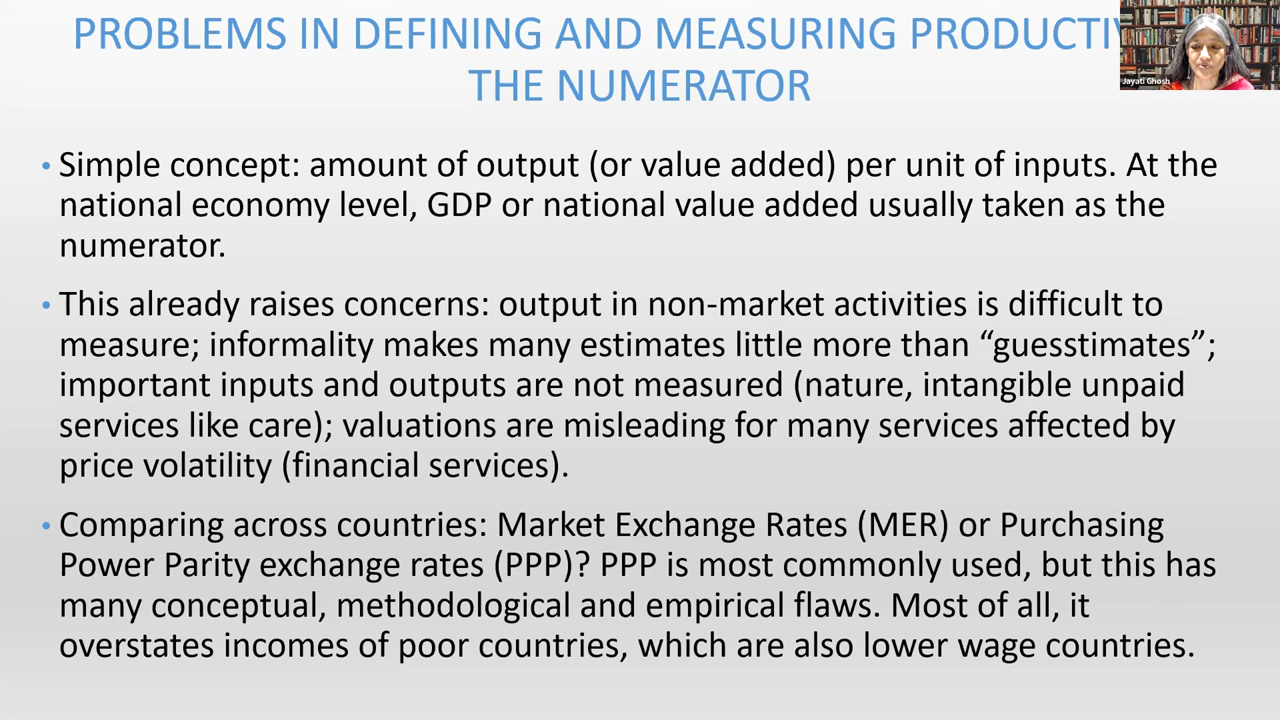 PROBLEMS IN DEFINING AND MEASURING
THE NUMERATOR
Jayati Ghosh
• Simple concept: amount of output (or value added) per unit of inputs. At the
national economy level, GDP or national value added usually taken as the
numerator.
• This already raises concerns: output in non-market activities is difficult to
measure; informality makes many estimates little more than “guesstimates”;
important inputs and outputs are not measured (nature, intangible unpaid
services like care); valuations are misleading for many services affected by
price volatility (financial services).
• Comparing across countries: Market Exchange Rates (MER) or Purchasing
Power Parity exchange rates (PPP)? PPP is most commonly used, but this has
many conceptual, methodological and empirical flaws. Most of all, it
overstates incomes of poor countries, which are also lower wage countries.